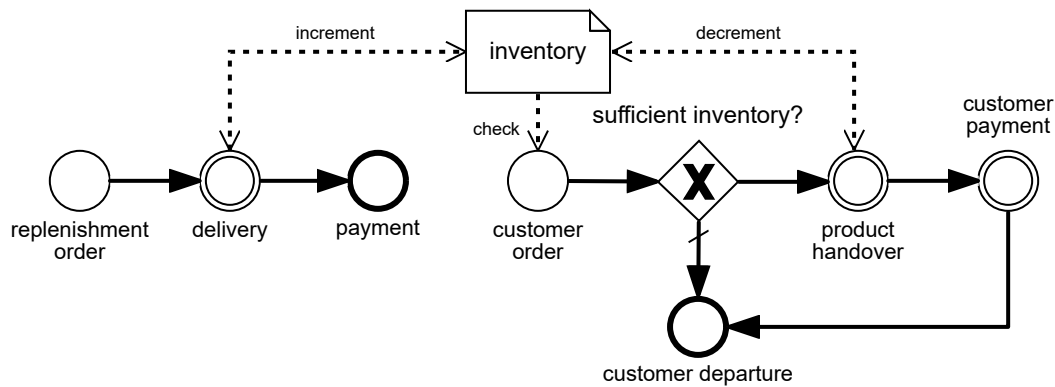 increment
inventory
decrement
check
sufficient inventory?
customer
payment
replenishment
order
delivery
payment
customer
order
X
product
handover
customer departure